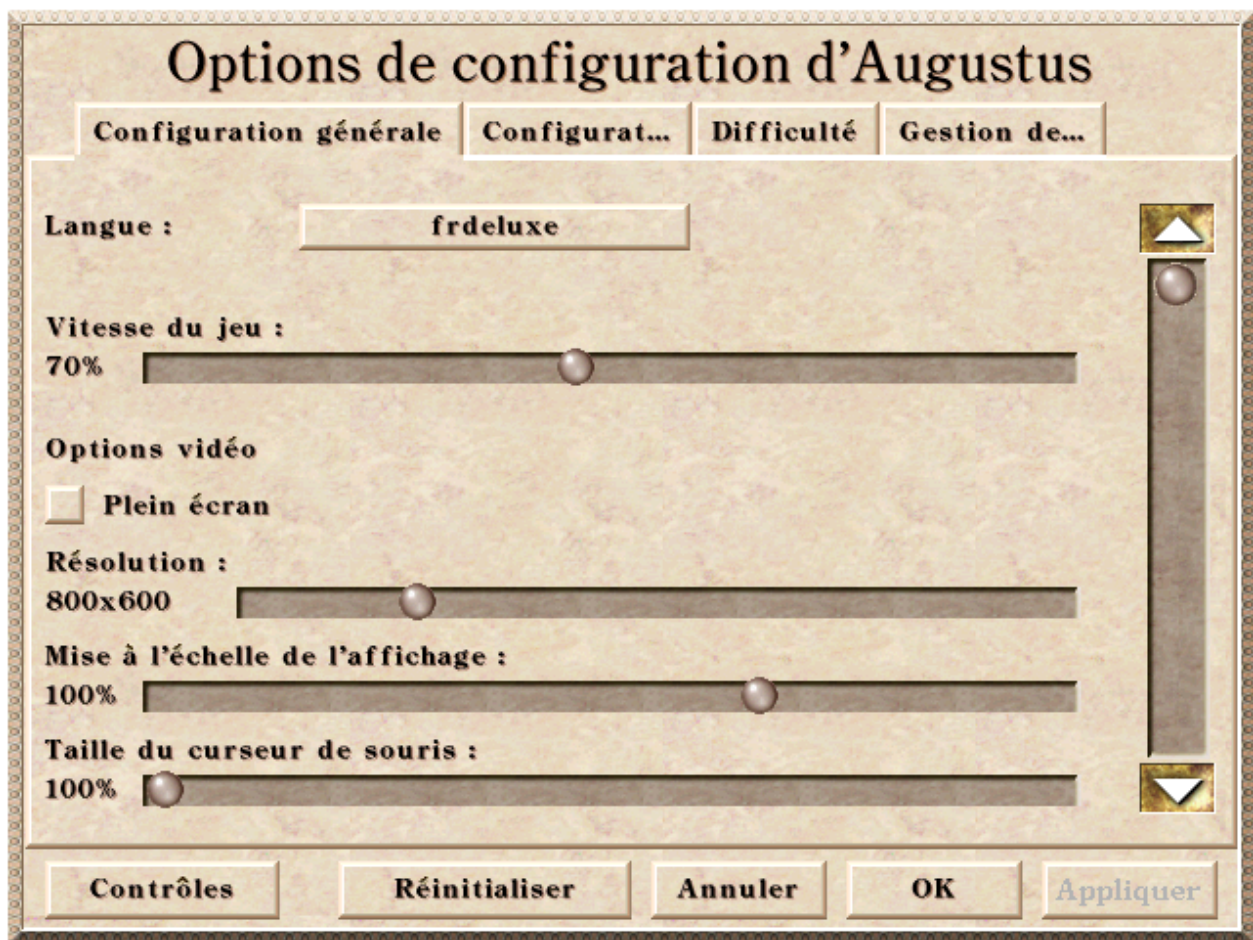 Options de configuration d'Augustus
Configuration générale Configurat... Difficulté Gestion de...
Langue : frdeluxe
Vitesse du jeu :
70%
Options vidéo
Plein écran
Résolution :
800x600
Mise à l'échelle de l'affichage :
100%
Taille du curseur de souris :
100%
Contrôles Réinitialiser Annuler OK Appliquer